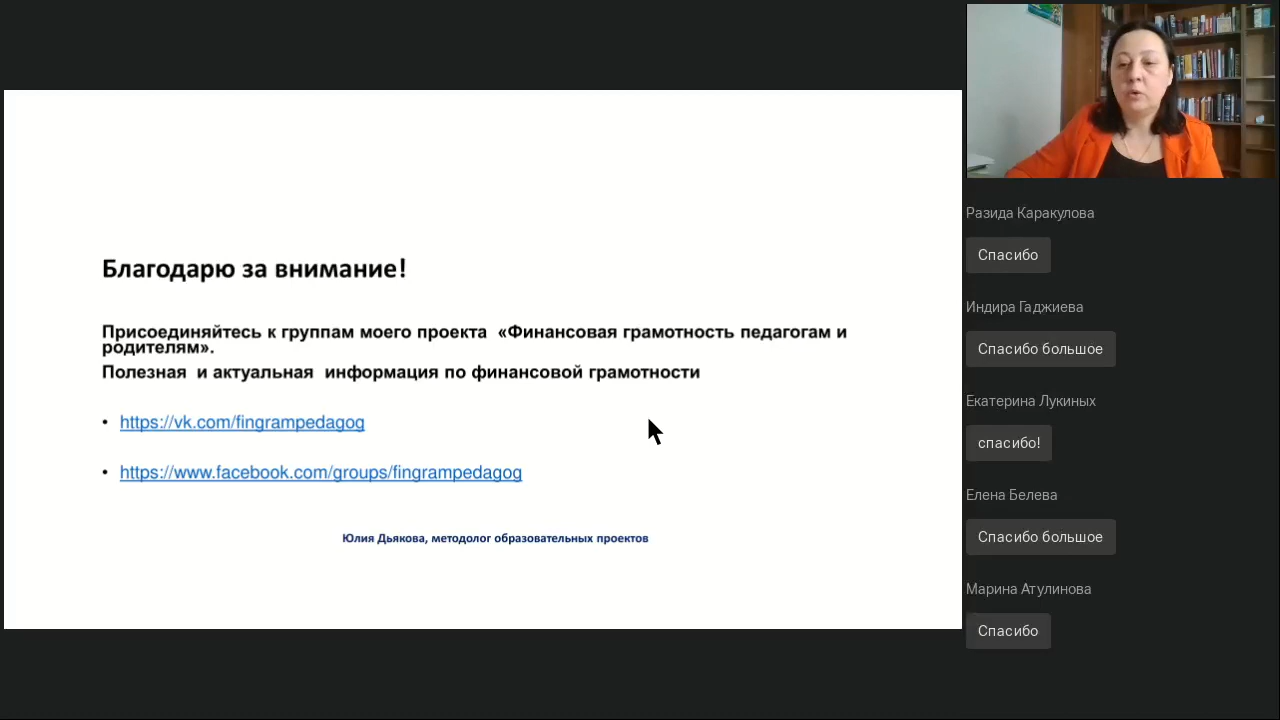 Благодарю за внимание!
Присоединяйтесь к группам моего проекта «Финансовая грамотность педагогам и
родителям».
Полезная и актуальная информация по финансовой грамотности
• https://vk.com/fingrampedagog
• https://www.facebook.com/groups/fingrampedagog
Юлия Дьякова, методолог образовательных проектов
Разида Каракулова
Спасибо
Индира Гаджиева
Спасибо большое
Екатерина Лукиных
спасибо!
Елена Белева
Спасибо большое
Марина Атулинова
Спасибо